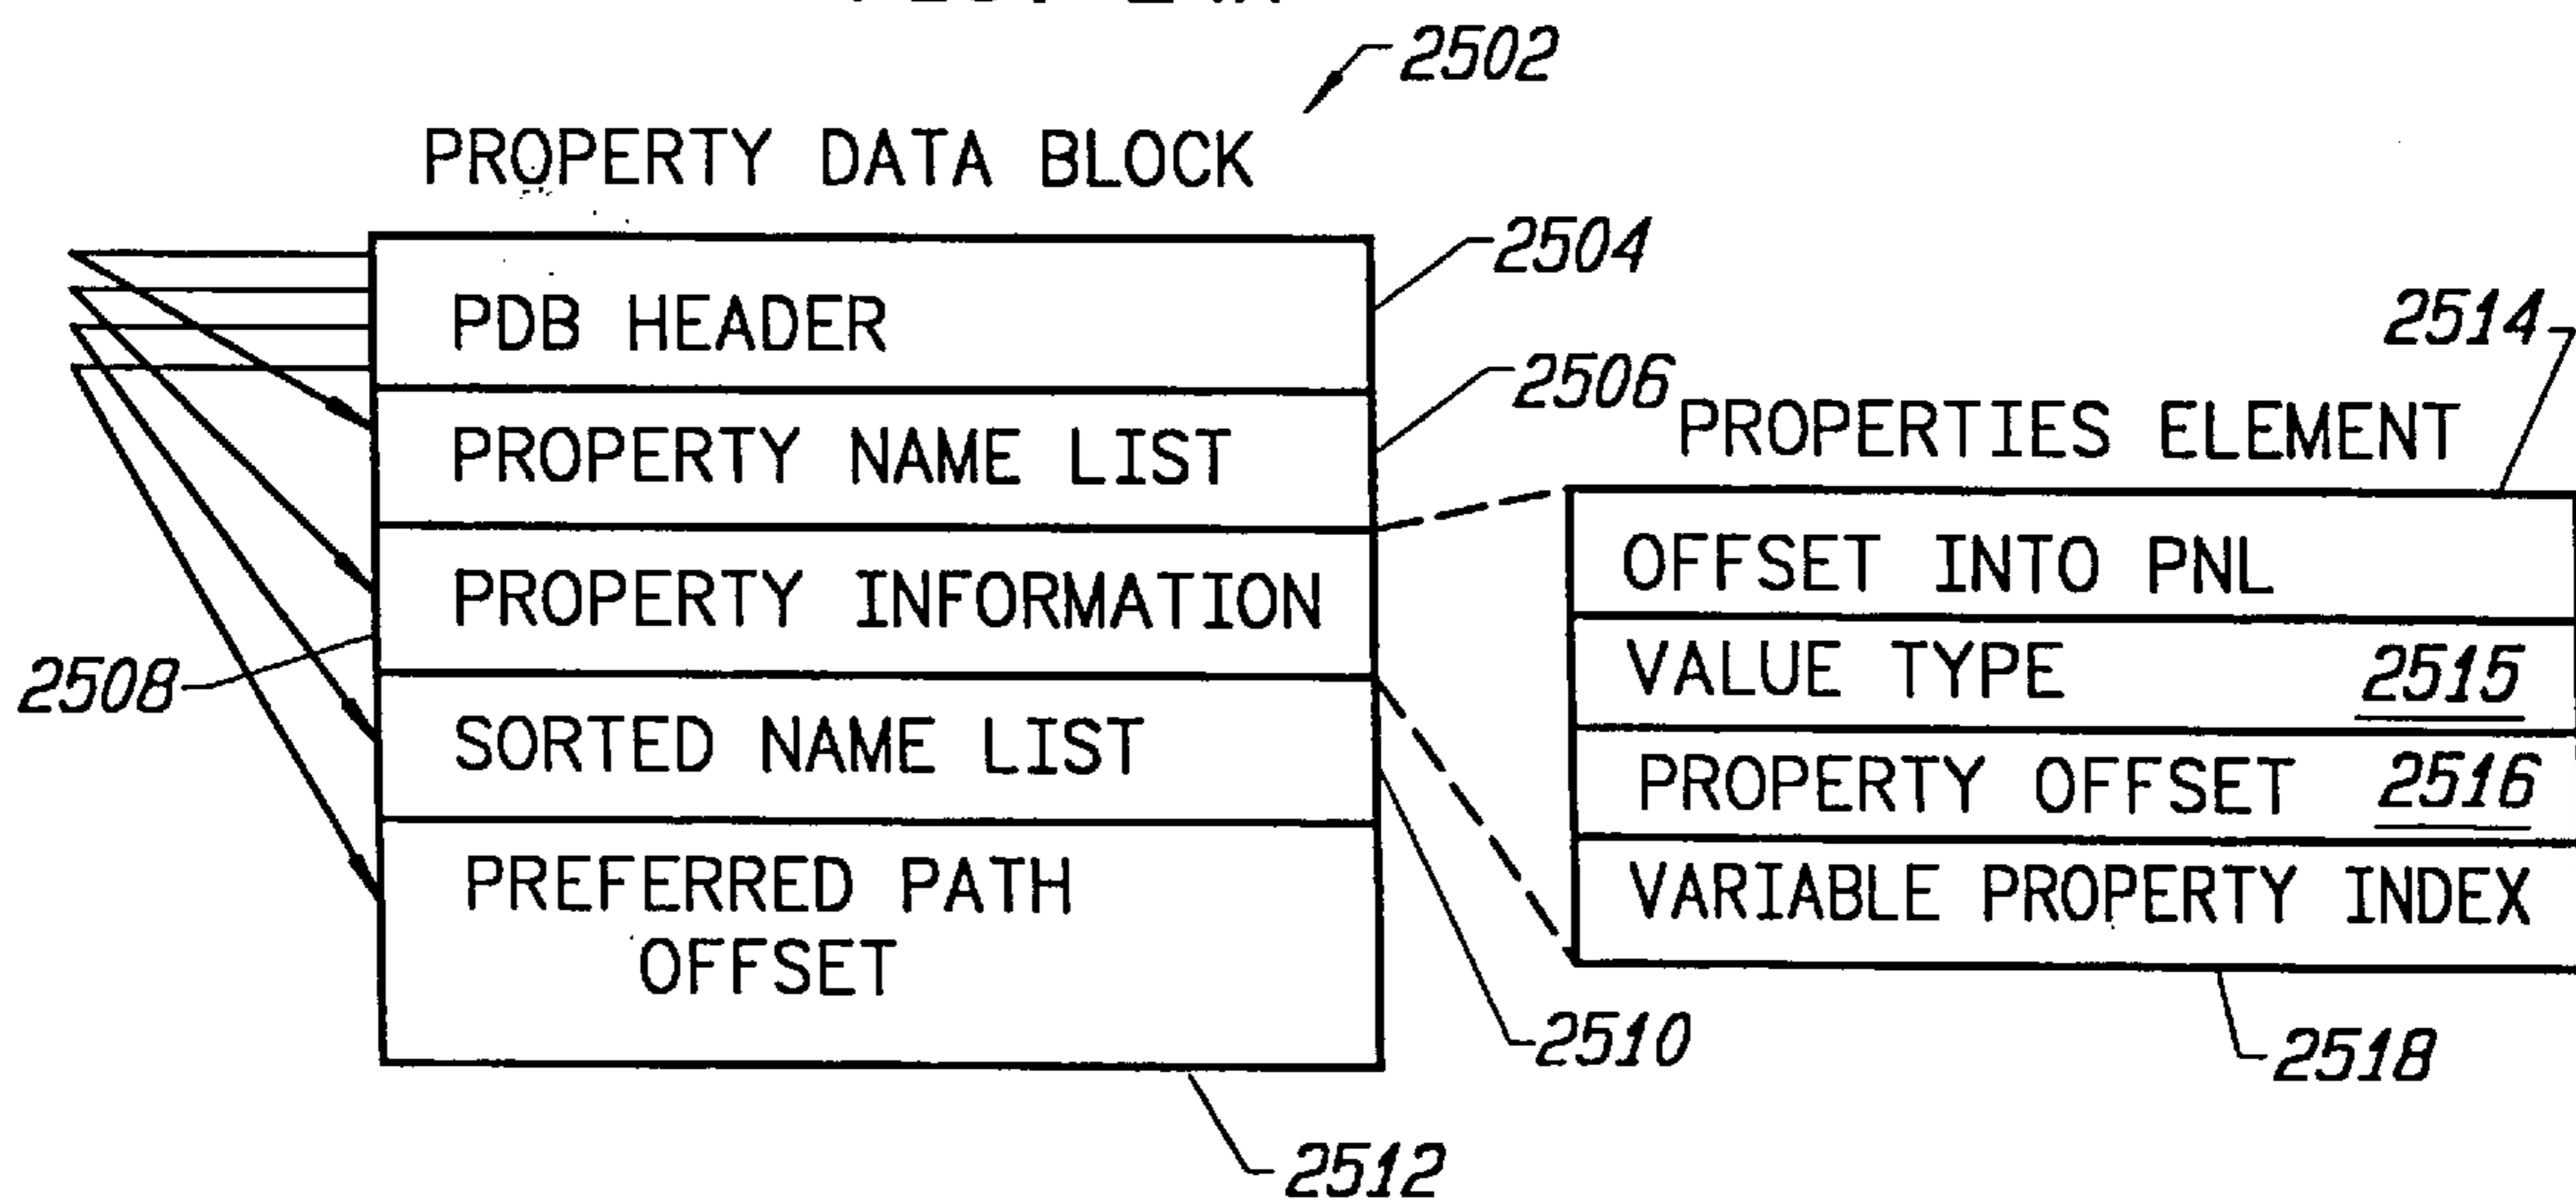 2502
PROPERTY DATA BLOCK
2504
PDB HEADER
2514
2506
PROPERTIES ELEMENT
PROPERTY NAME LIST
OFFSET INTO PNL
PROPERTY INFORMATION
2508
VALUE TYPE 2515
SORTED NAME LIST
PROPERTY OFFSET 2516
PREFERRED PATH
OFFSET
VARIABLE PROPERTY INDEX
2510
2518
2512